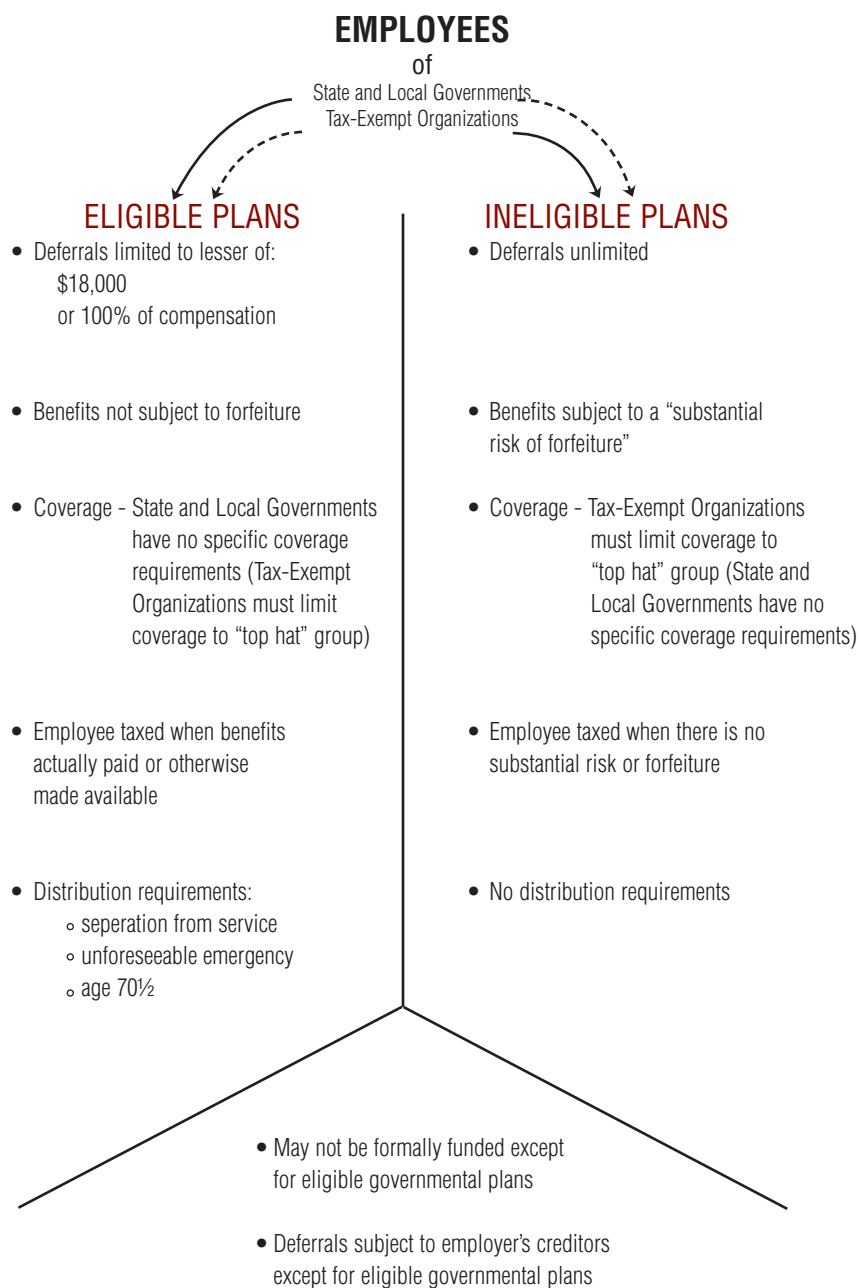 EMPLOYEES
of
State and Local Governments
Tax-Exempt Organizations
ELIGIBLE PLANS
• Deferrals limited to lesser of:
$18,000
or 100% of compensation
• Benefits not subject to forfeiture
• Coverage - State and Local Governments
have no specific coverage
requirements (Tax-Exempt
Organizations must limit
coverage to “top hat” group)
• Employee taxed when benefits
actually paid or otherwise
made available
• Distribution requirements:
° seperation from service
° unforeseeable emergency
° age 70½
INELIGIBLE PLANS
• Deferrals unlimited
• Benefits subject to a “substantial
risk of forfeiture”
• Coverage - Tax-Exempt Organizations
must limit coverage to
“top hat” group (State and
Local Governments have no
specific coverage requirements)
• Employee taxed when there is no
substantial risk or forfeiture
• No distribution requirements
• May not be formally funded except
for eligible governmental plans
• Deferrals subject to employer’s creditors
except for eligible governmental plans